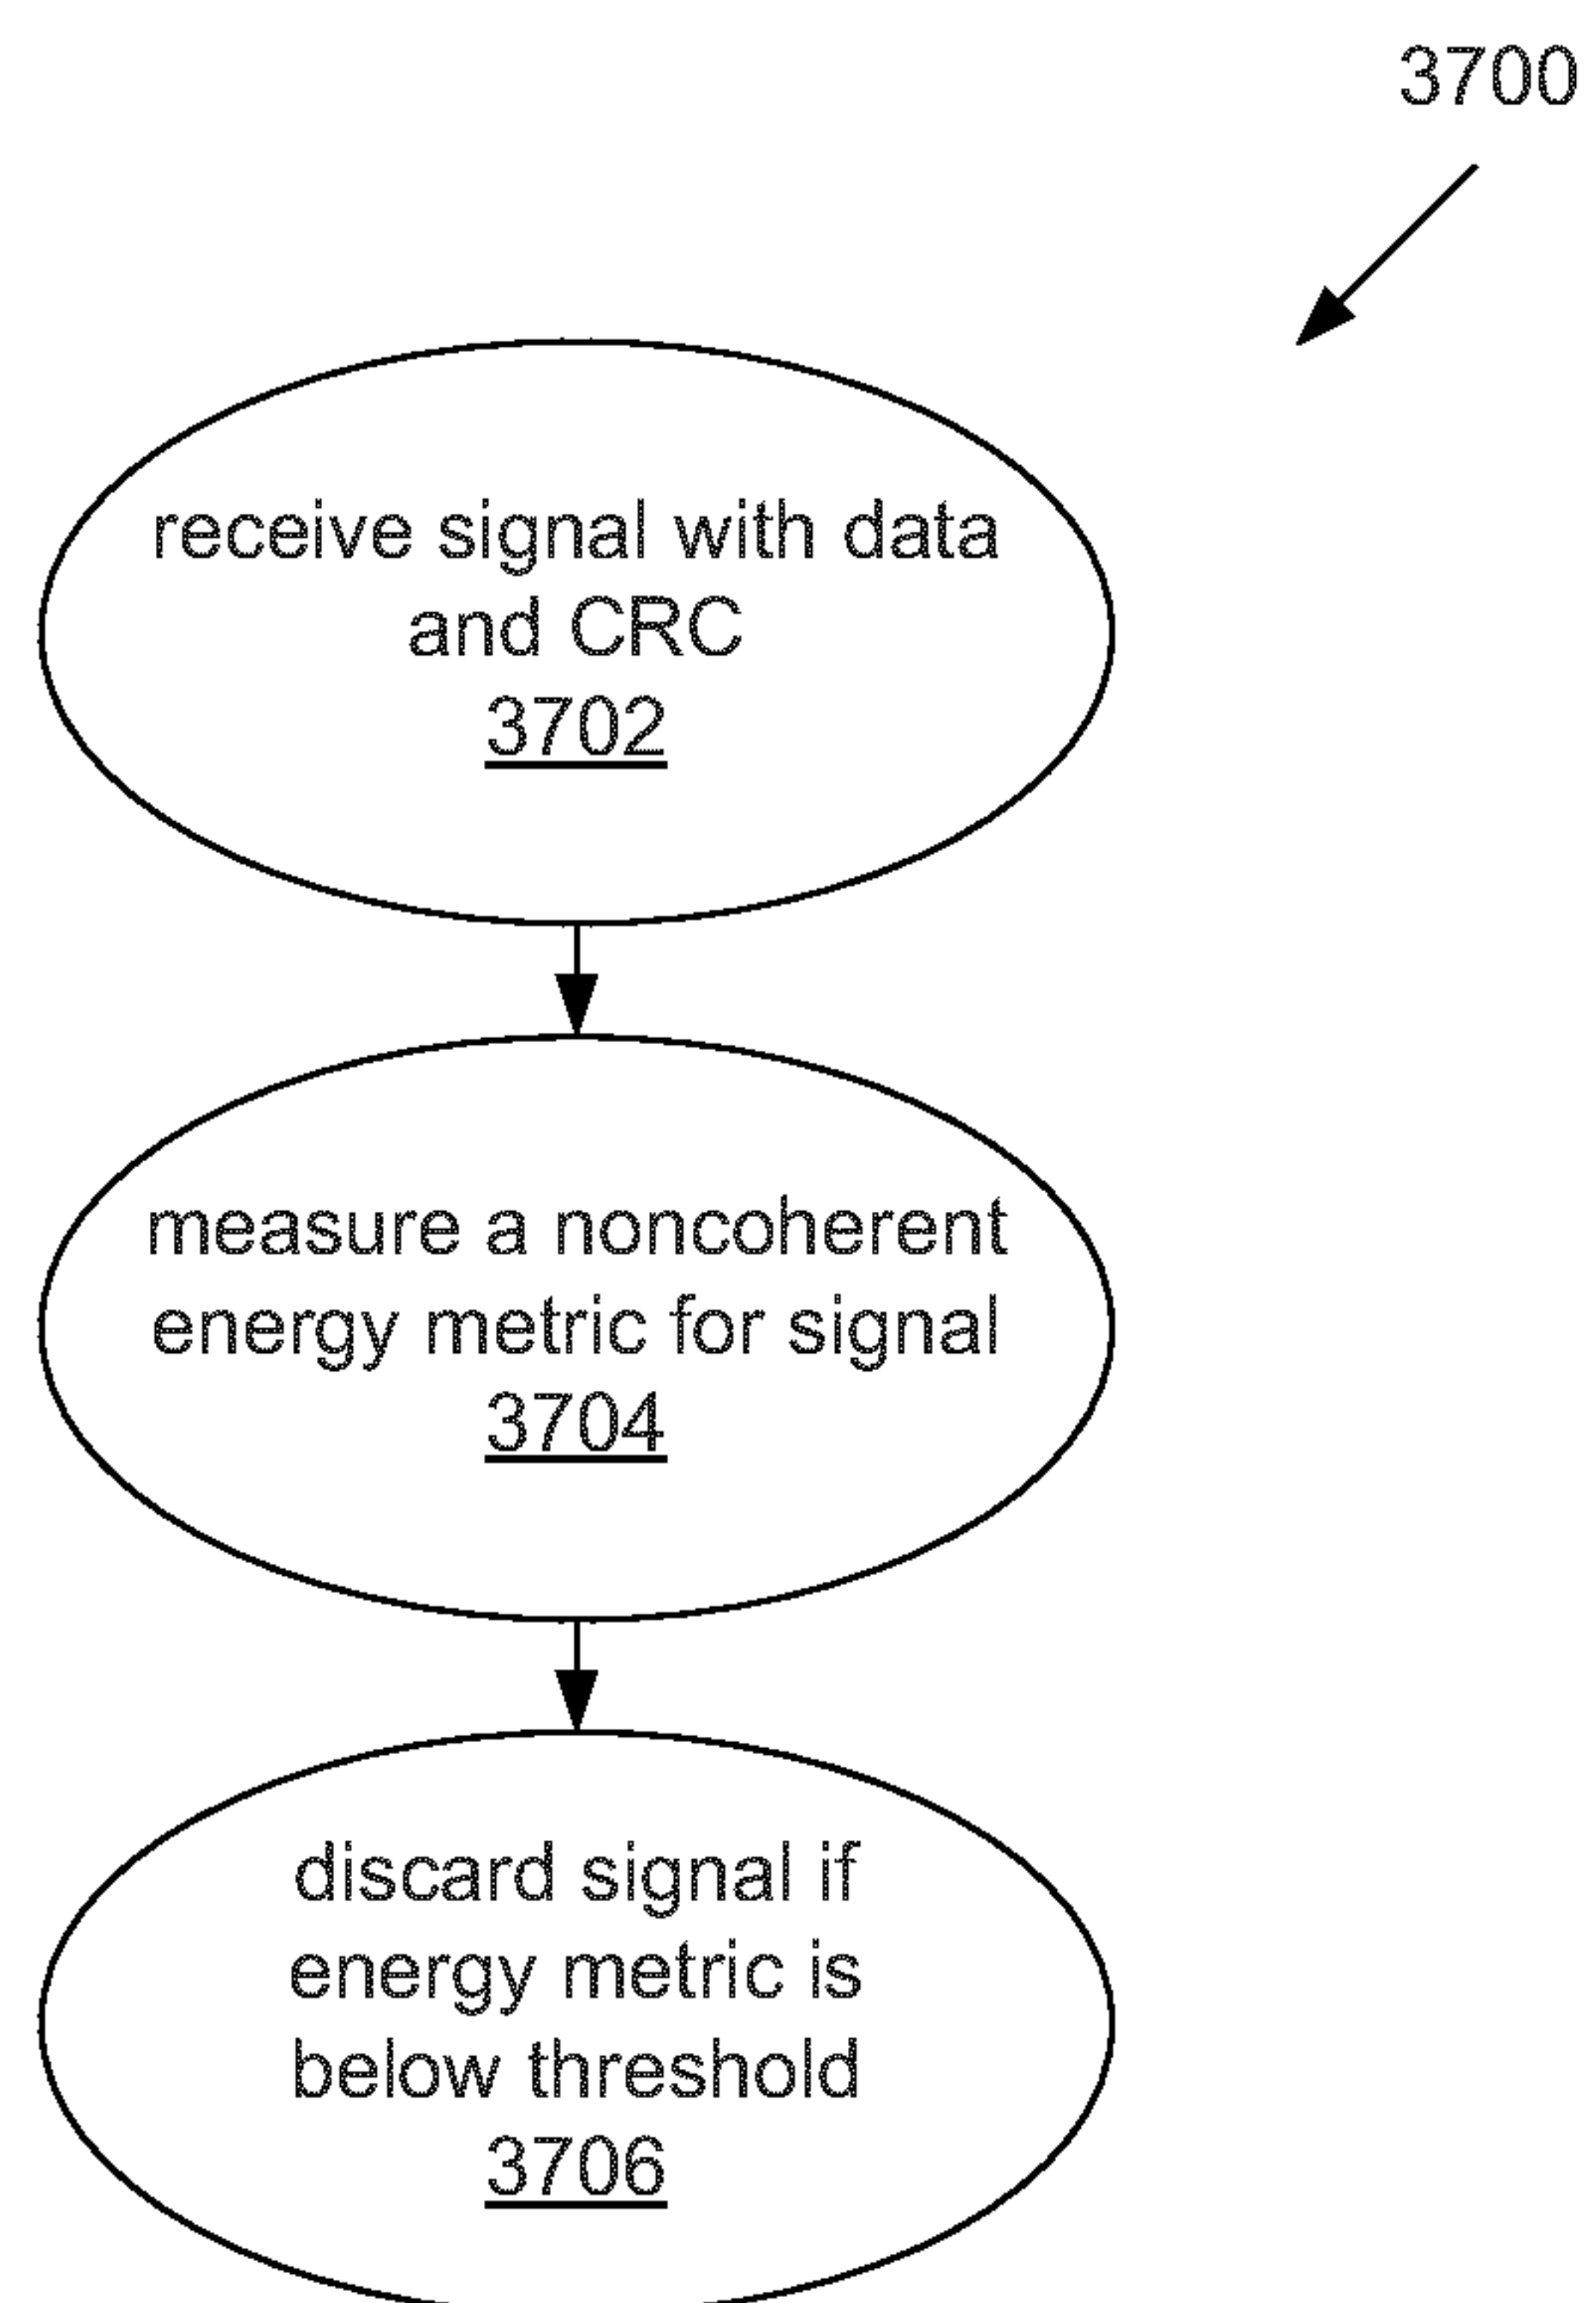 3700
receive signal with data
and CRC
3702
measure a noncoherent
energy metric for signal
3704
discard signal if
energy metric is
below threshold
3706